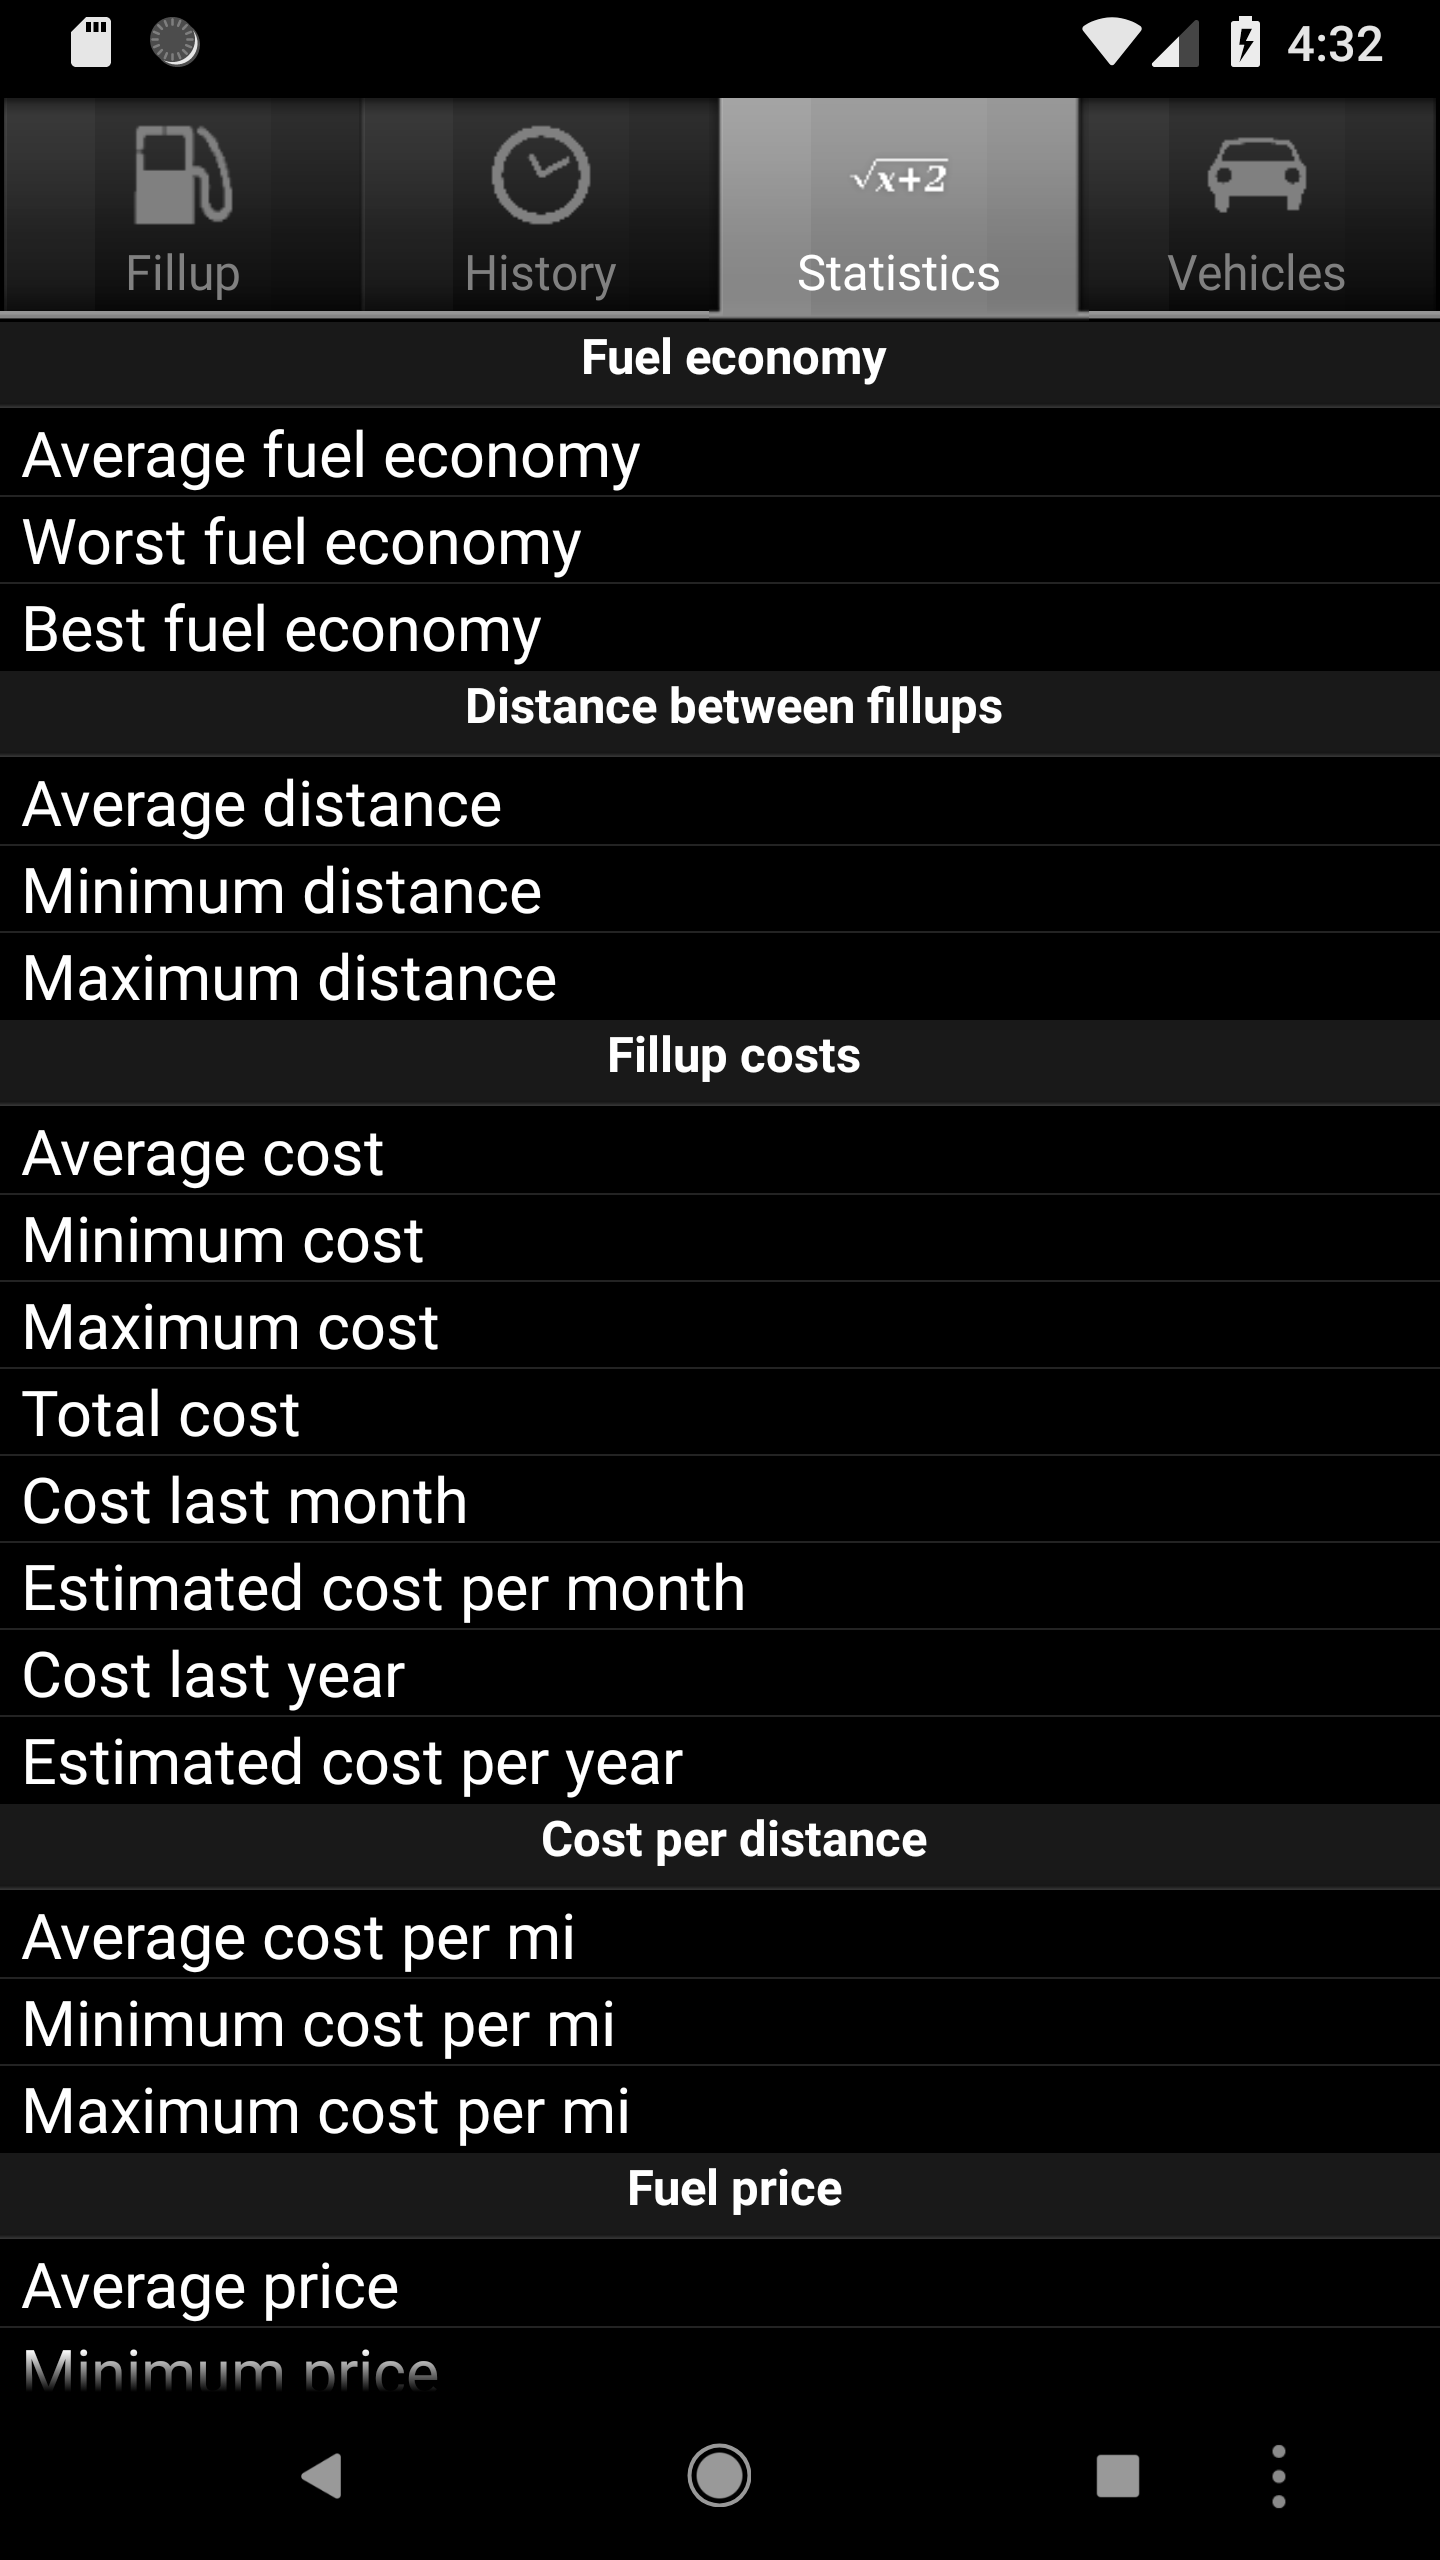 4:32
Fillup
History
√x+2
Statistics
Vehicles
Fuel economy
Average fuel economy
Worst fuel economy
Best fuel economy
Distance between fillups
Average distance
Minimum distance
Maximum distance
Fillup costs
Average cost
Minimum cost
Maximum cost
Total cost
Cost last month
Estimated cost per month
Cost last year
Estimated cost per year
Cost per distance
Average cost per mi
Minimum cost per mi
Maximum cost per mi
Fuel price
Average price
Minimum price